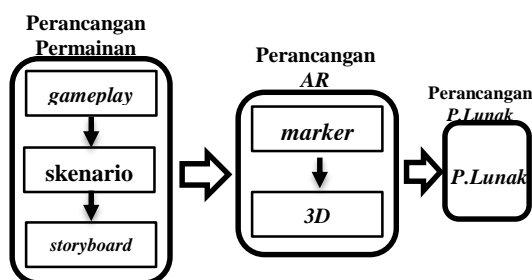 Perancangan
Permainan
gameplay
skenario
storyboard
Perancangan
AR
marker
3D
Perancangan
P.Lunak
P.Lunak